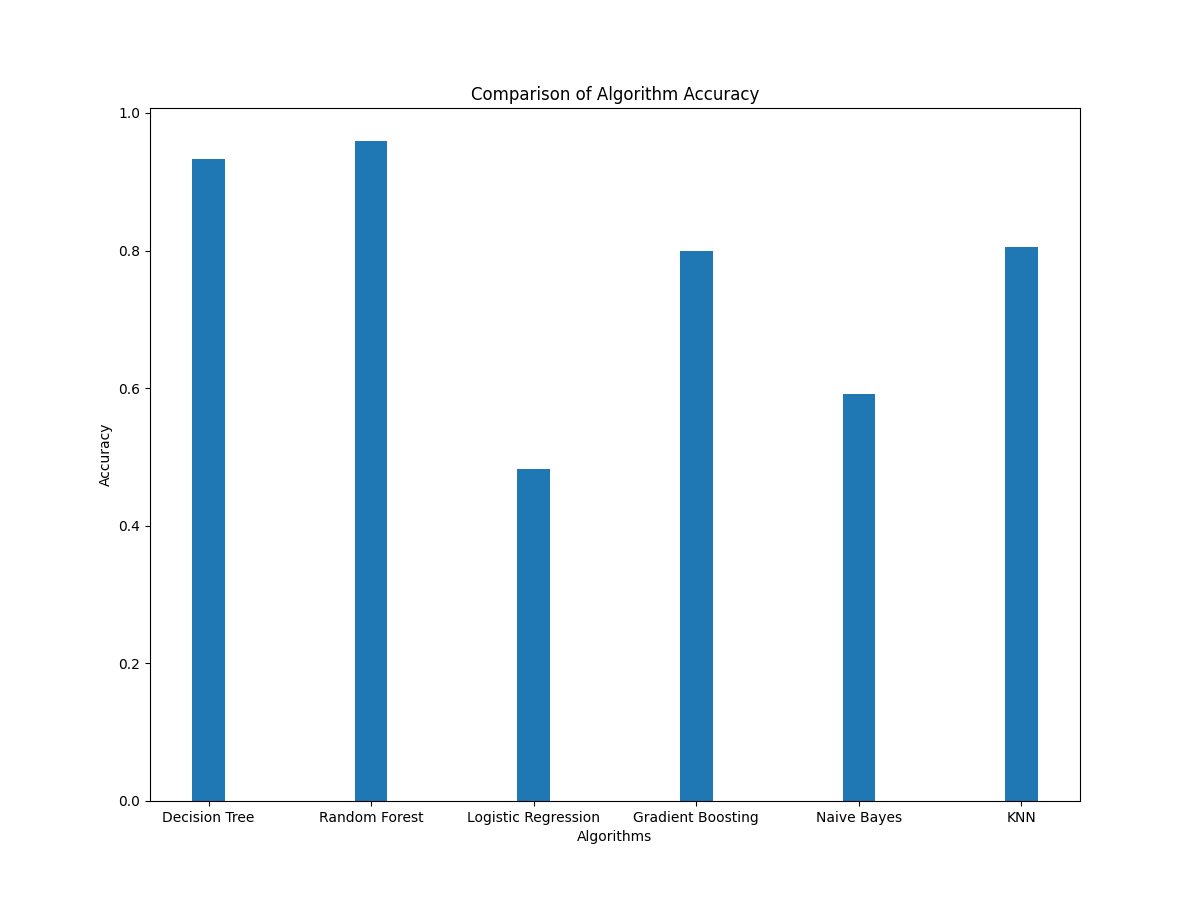 Comparison of Algorithm Accuracy
1.0
0.8
0.6
0.4
0.2
0.0
Accuracy
Decision Tree Random Forest Logistic Regression Gradient Boosting Naive Bayes KNN
Algorithms